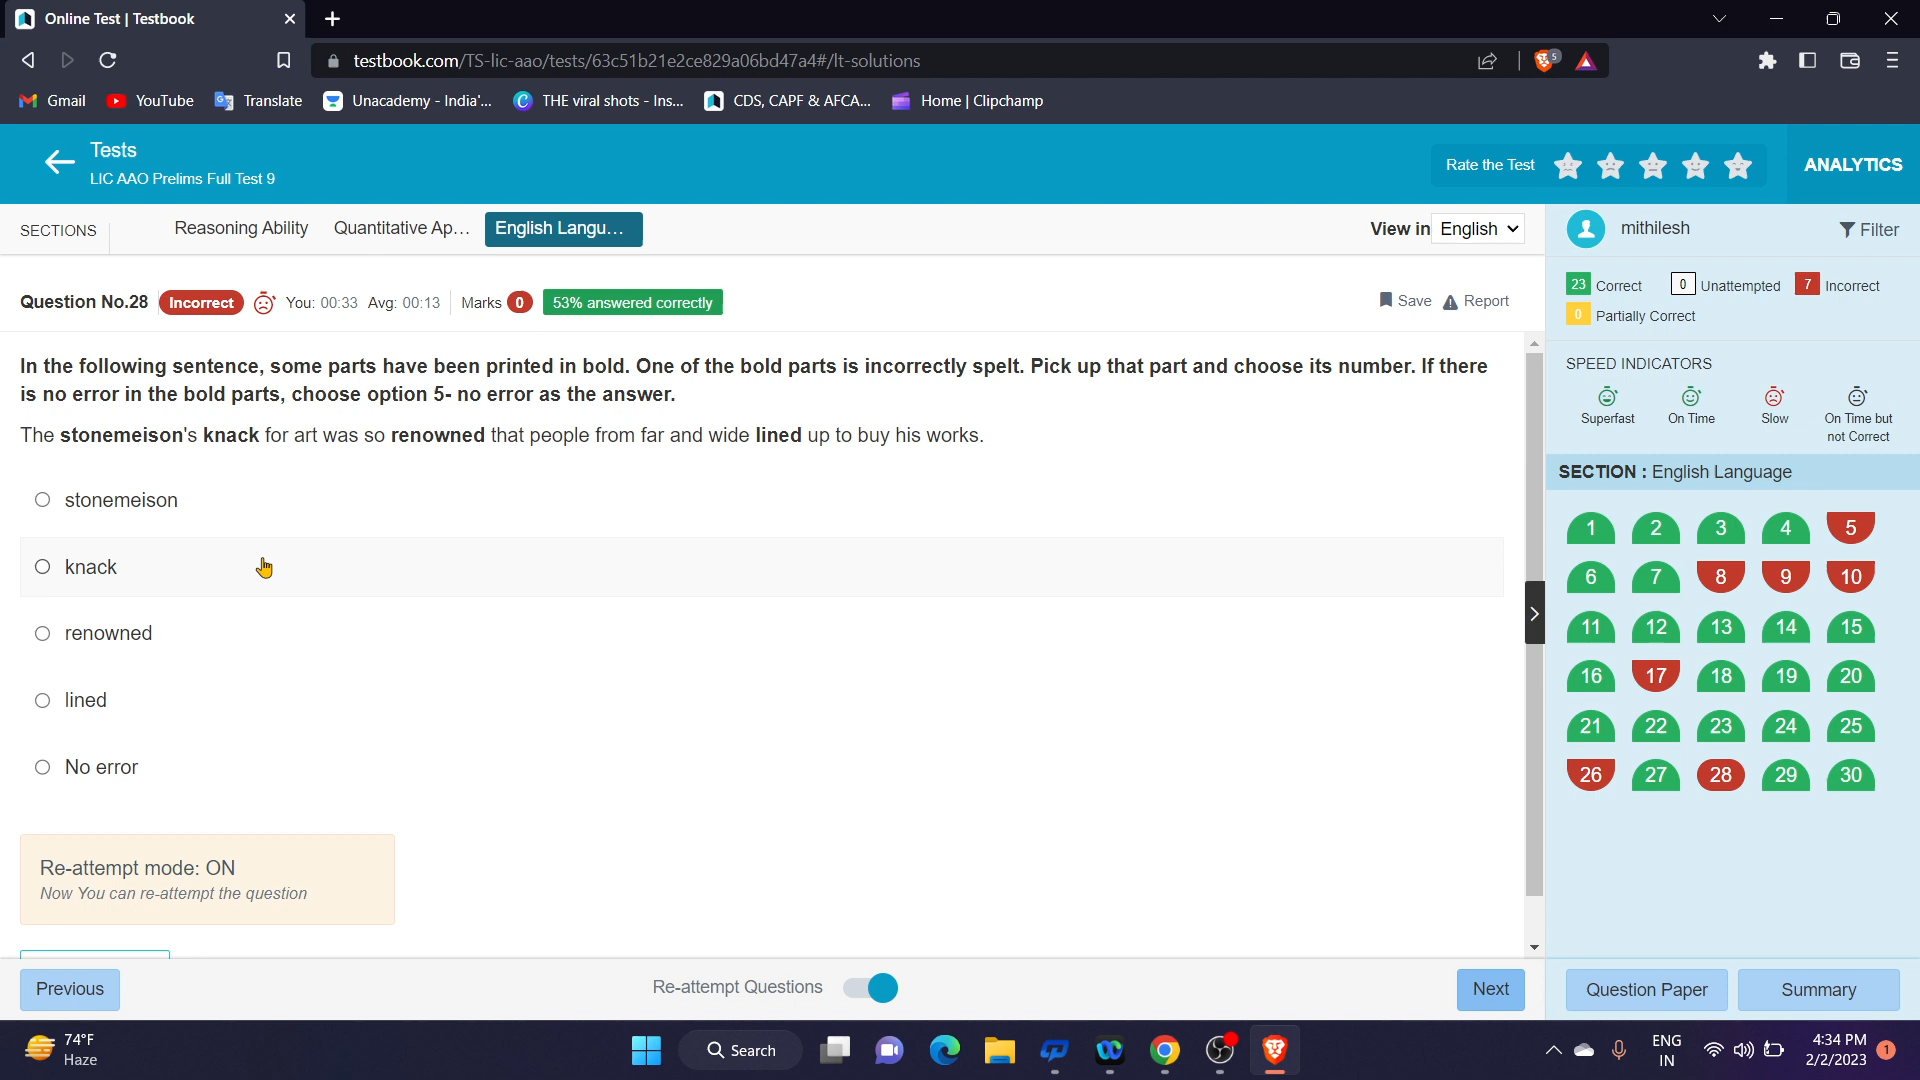 Online Test | Testbook
testbook.com/TS-lic-aao/tests/63c51b21e2ce829a06bd47a4#/lt-solutions
5
Gmail YouTube Translate Unacademy - India'... THE viral shots - Ins... CDS, CAPF & AFCA... Home | Clipchamp
Tests
LIC AAO Prelims Full Test 9
Rate the Test
ANALYTICS
SECTIONS Reasoning Ability Quantitative Ap... English Langu... View in English
mithilesh Filter
Question No.28 Incorrect You: 00:33 Avg: 00:13 Marks 0 53% answered correctly Save Report
23 Correct 0 Unattempted 7 Incorrect
0 Partially Correct
In the following sentence, some parts have been printed in bold. One of the bold parts is incorrectly spelt. Pick up that part and choose its number. If there
is no error in the bold parts, choose option 5- no error as the answer.
The stonemeison's knack for art was so renowned that people from far and wide lined up to buy his works.
stonemeison
knack
renowned
lined
No error
Re-attempt mode: ON
Now You can re-attempt the question
SPEED INDICATORS
Superfast On Time Slow On Time but
not Correct
SECTION : English Language
1 2 3 4 5
6 7 8 9 10
11 12 13 14 15
16 17 18 19 20
21 22 23 24 25
26 27 28 29 30
Previous Re-attempt Questions Next Question Paper Summary
74°F
Haze
Search
ENG
IN
4:34 PM
2/2/2023
1